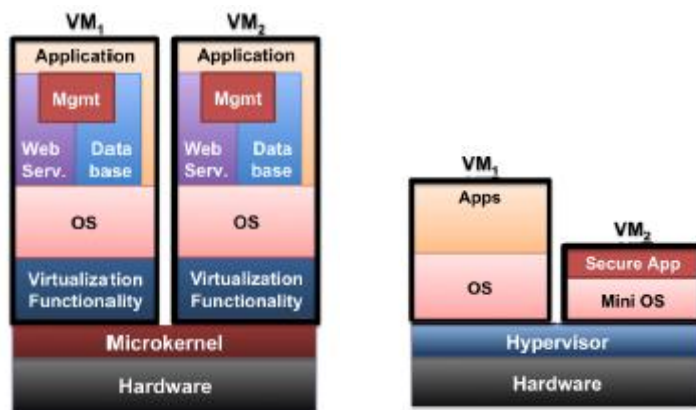 VM₁
VM₂
Application
Application
Mgmt
Mgmt
Web
Serv.
Data
base
Web
Serv.
Data
base
OS
OS
Virtualization
Functionality
Virtualization
Functionality
Microkernel
Hardware
VM₁
Apps
OS
VM₂
Secure App
Mini OS
Hypervisor
Hardware